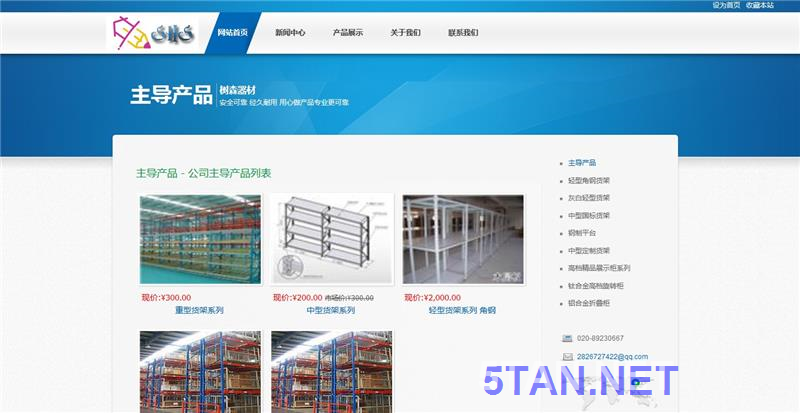 设为首页 收藏本站
SHS
网站首页 新闻中心 产品展示 关于我们 联系我们
主导产品
树森器材
安全可靠 经久耐用 用心做产品专业更可靠
主导产品 - 公司主导产品列表
现价:¥300.00
重型货架系列
现价:¥200.00 市场价:¥300.00
中型货架系列
现价:¥2,000.00
轻型货架系列 角钢
主导产品
轻型角钢货架
灰白轻型货架
中型国标货架
钢制平台
中型定制货架
高档精品展示柜系列
钛合金高档旋转柜
铝合金折叠柜
020-89230667
2826727422@qq.com
5TAN.NET